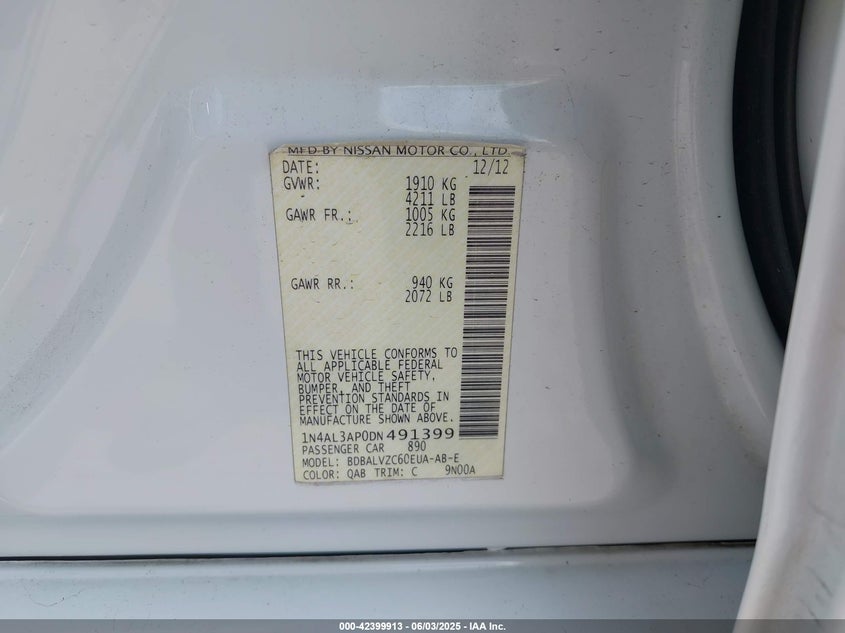 MFD BY NISSAN MOTOR CO., LTD.
DATE: 12/12
GVWR: 1910 KG
4211 LB
GAWR FR.: 1005 KG
2216 LB
GAWR RR.: 940 KG
2072 LB
THIS VEHICLE CONFORMS TO
ALL APPLICABLE FEDERAL
MOTOR VEHICLE SAFETY,
BUMPER, AND THEFT
PREVENTION STANDARDS IN
EFFECT ON THE DATE OF
MANUFACTURE SHOWN ABOVE.
1N4AL3AP0DN491399
PASSENGER CAR 890
MODEL: BDBALVZC60EUA-AB-E
COLOR: QAB TRIM: C 9N00A
000-42399913 - 06/03/2025 - IAA Inc.